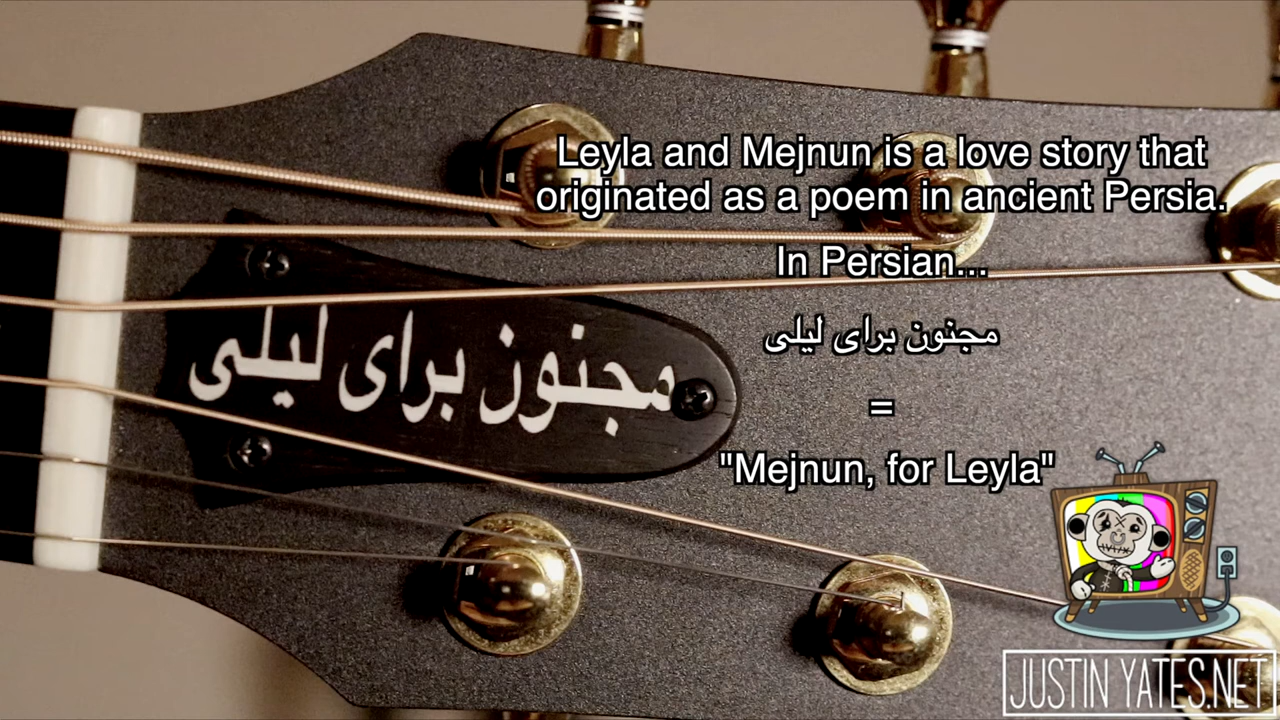 Leyla and Mejnun is a love story that
originated as a poem in ancient Persia.
In Persian...
مجنون برای لیلی
=
"Mejnun, for Leyla"
مجنون برای لیلی
JUSTIN YATES.NET